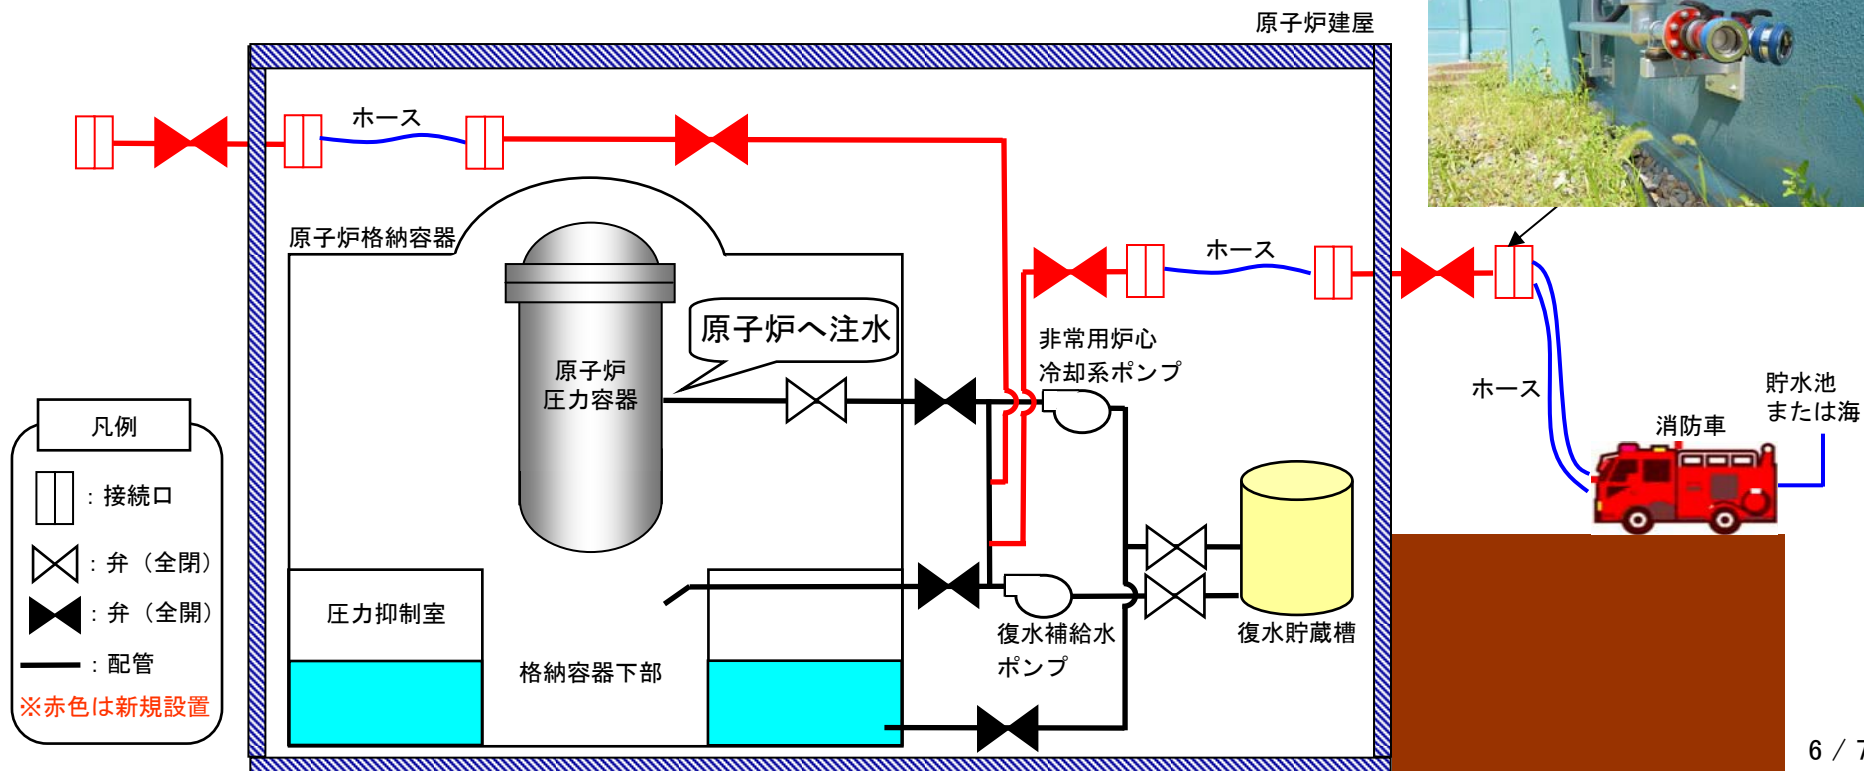 原子炉建屋
ホース
原子炉格納容器
ホース
原子炉へ注水
非常用炉心
冷却系ポンプ
原子炉
圧力容器
ホース
貯水池
または海
消防車
凡例
：接続口
：弁（全閉）
：弁（全開）
：配管
※赤色は新規設置
圧力抑制室
格納容器下部
復水補給水
ポンプ
復水貯蔵槽
6 / 7